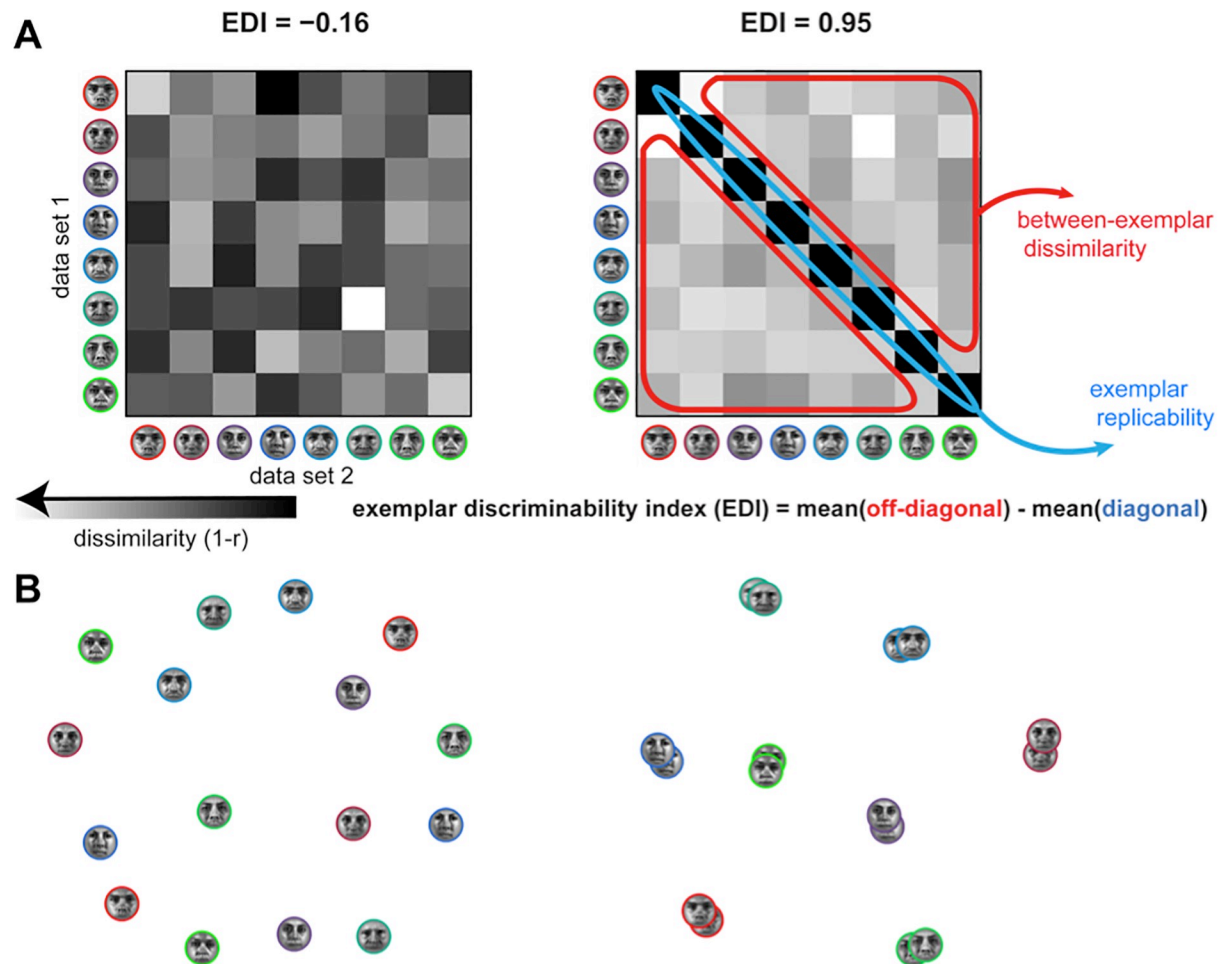 A
EDI = −0.16
EDI = 0.95
data set 1
between-exemplar
dissimilarity
exemplar
replicability
data set 2
dissimilarity (1-r)
exemplar discriminability index (EDI) = mean(off-diagonal) - mean(diagonal)
B